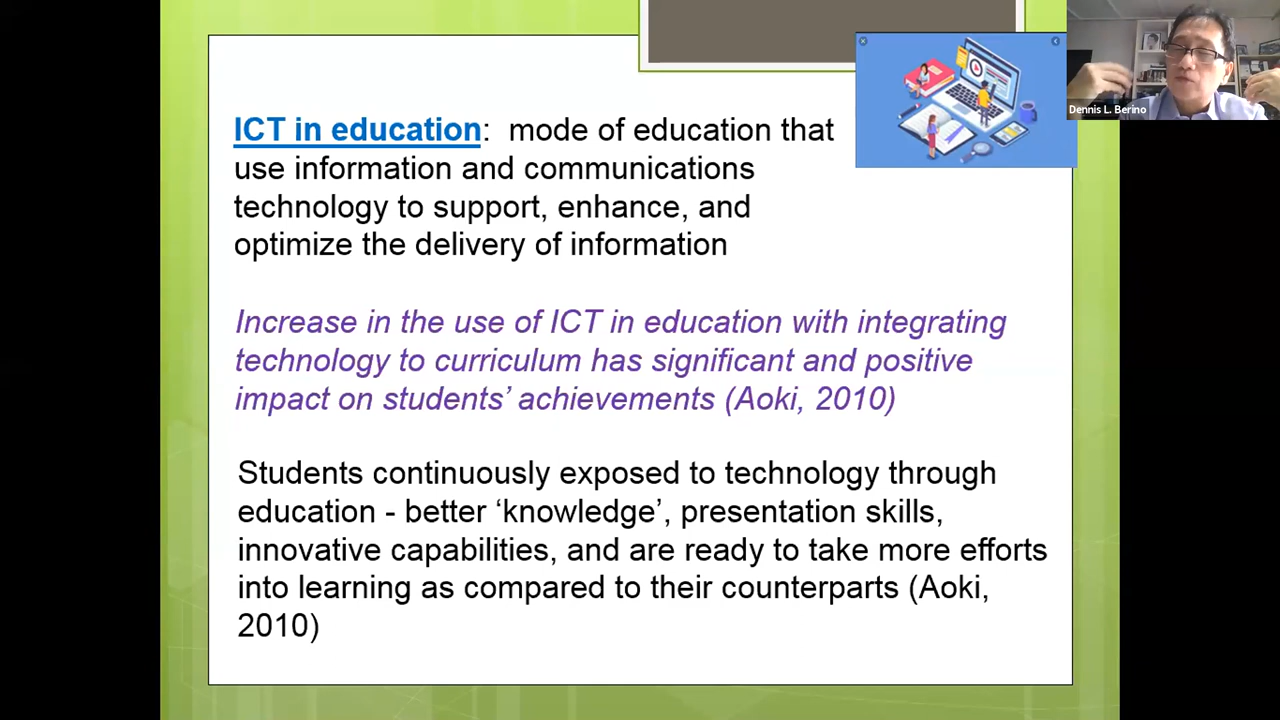 ICT in education:  mode of education that
use information and communications
technology to support, enhance, and
optimize the delivery of information
Increase in the use of ICT in education with integrating
technology to curriculum has significant and positive
impact on students’ achievements (Aoki, 2010)
Students continuously exposed to technology through
education - better ‘knowledge’, presentation skills,
innovative capabilities, and are ready to take more efforts
into learning as compared to their counterparts (Aoki,
2010)
Dennis L. Berino